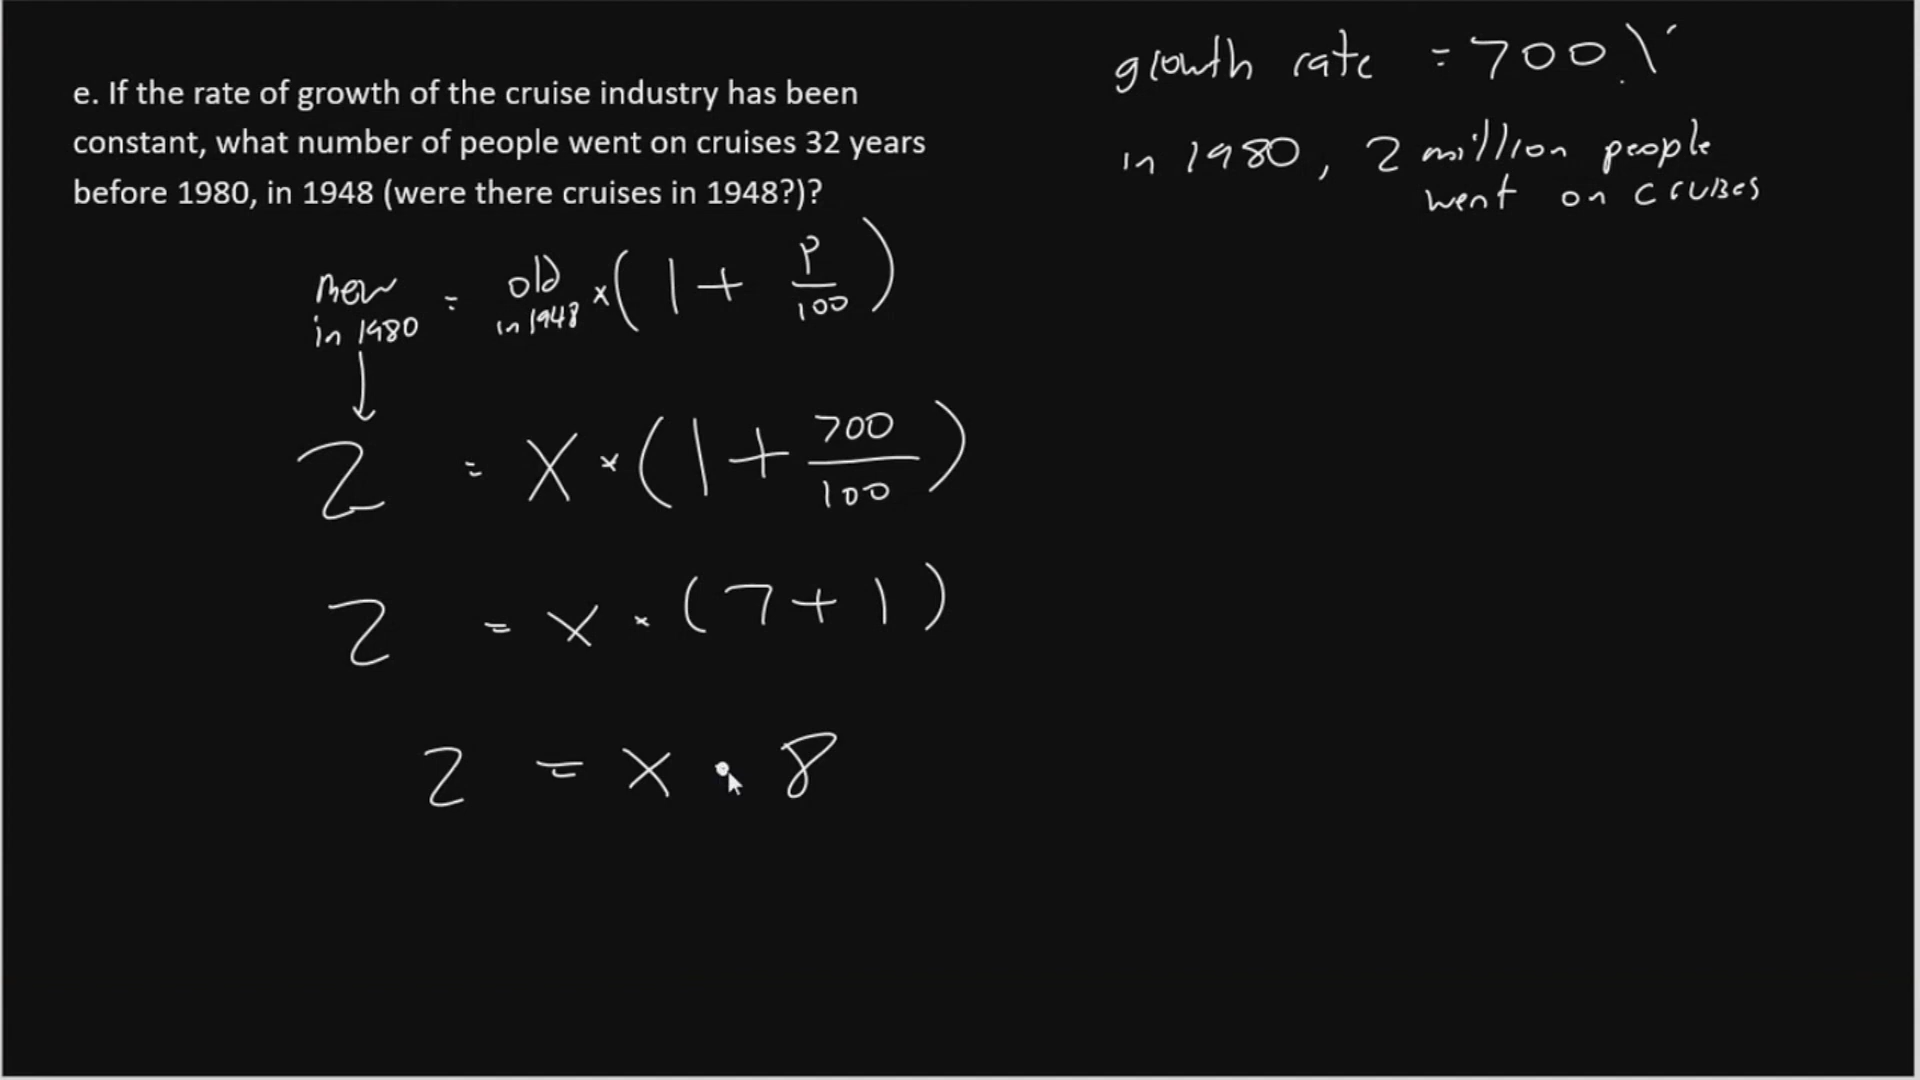 e. If the rate of growth of the cruise industry has been
constant, what number of people went on cruises 32 years
before 1980, in 1948 (were there cruises in 1948?)?
growth rate = 700%
in 1980, 2 million people
went on cruises
new = old × (1 + P/100)
in 1980 in 1948
2 = x × (1 + 700/100)
2 = x · (7 + 1)
2 = x · 8